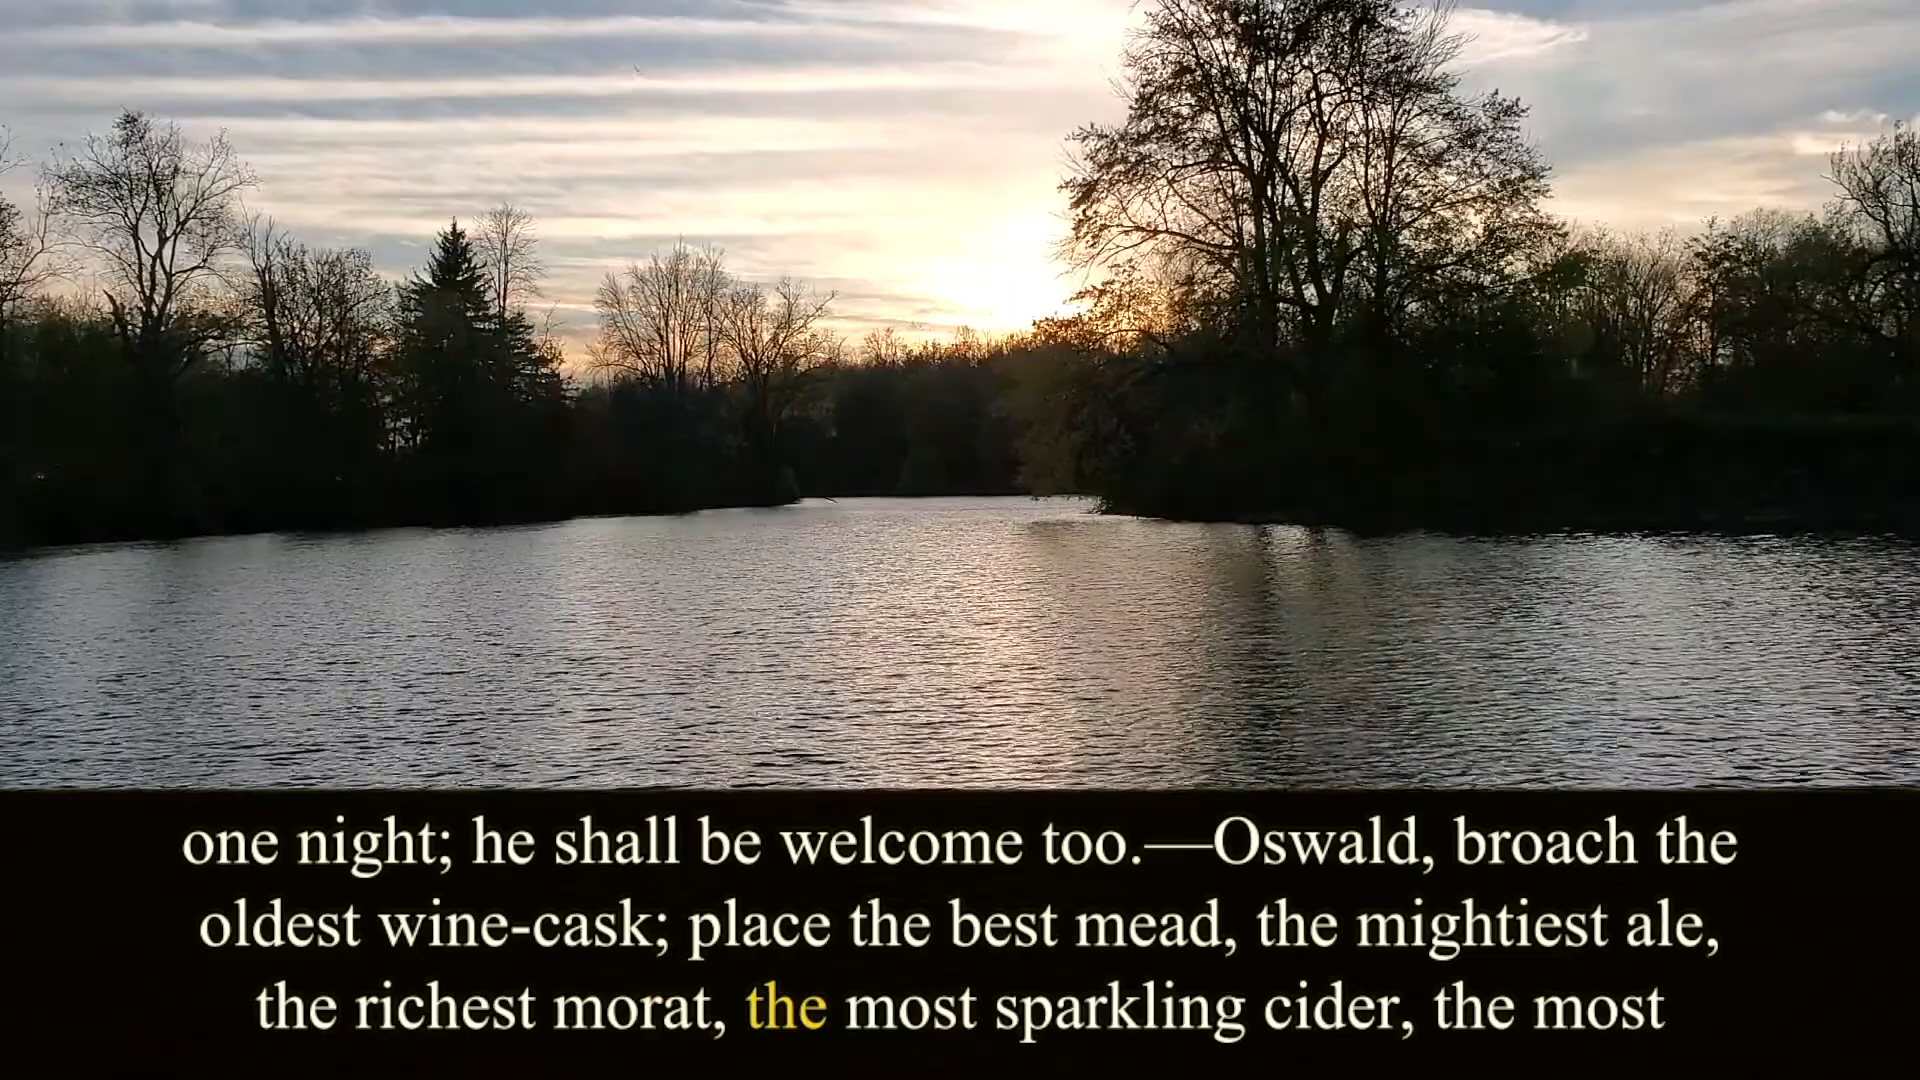 one night; he shall be welcome too.—Oswald, broach the
oldest wine-cask; place the best mead, the mightiest ale,
the richest morat, the most sparkling cider, the most